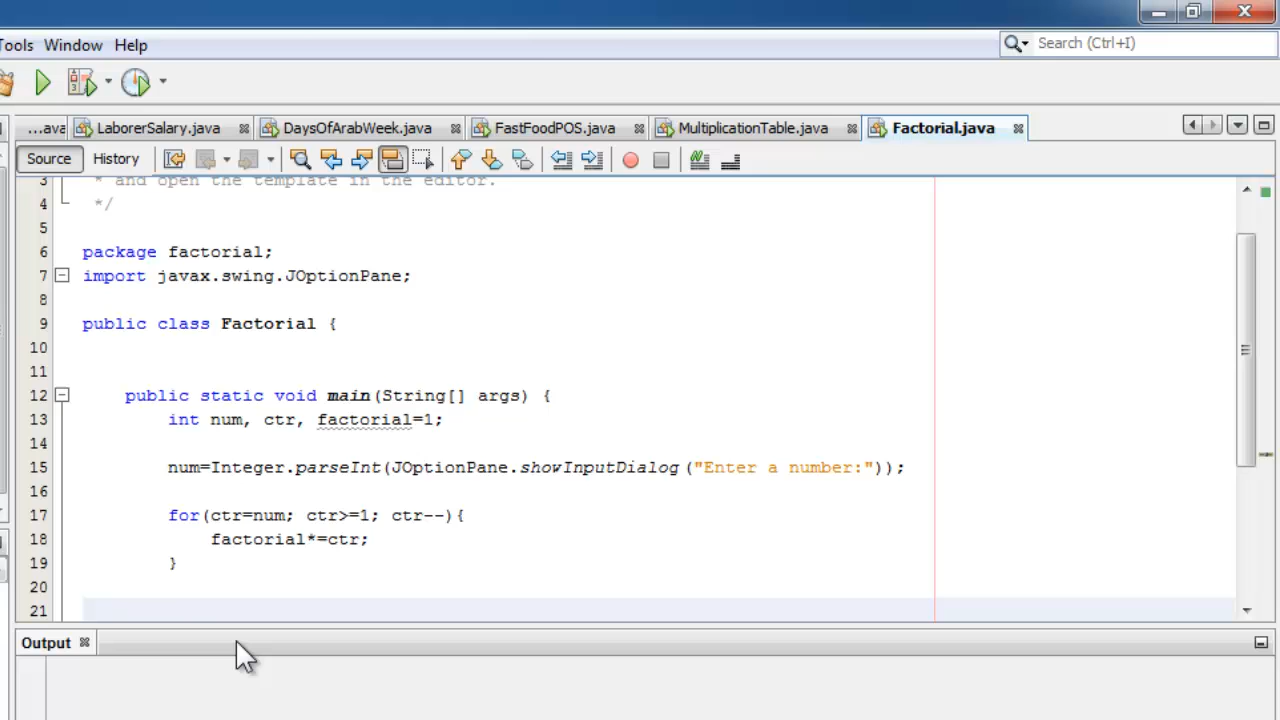 Tools Window Help
Search (Ctrl+I)
...ava LaborerSalary.java DaysOfArabWeek.java FastFoodPOS.java MultiplicationTable.java Factorial.java
Source History
3 * and open the template in the editor.
4 */
5
6 package factorial;
7 import javax.swing.JOptionPane;
8
9 public class Factorial {
10
11
12 public static void main(String[] args) {
13 int num, ctr, factorial=1;
14
15 num=Integer.parseInt(JOptionPane.showInputDialog("Enter a number:"));
16
17 for(ctr=num; ctr>=1; ctr--){
18 factorial*=ctr;
19 }
20
21
Output